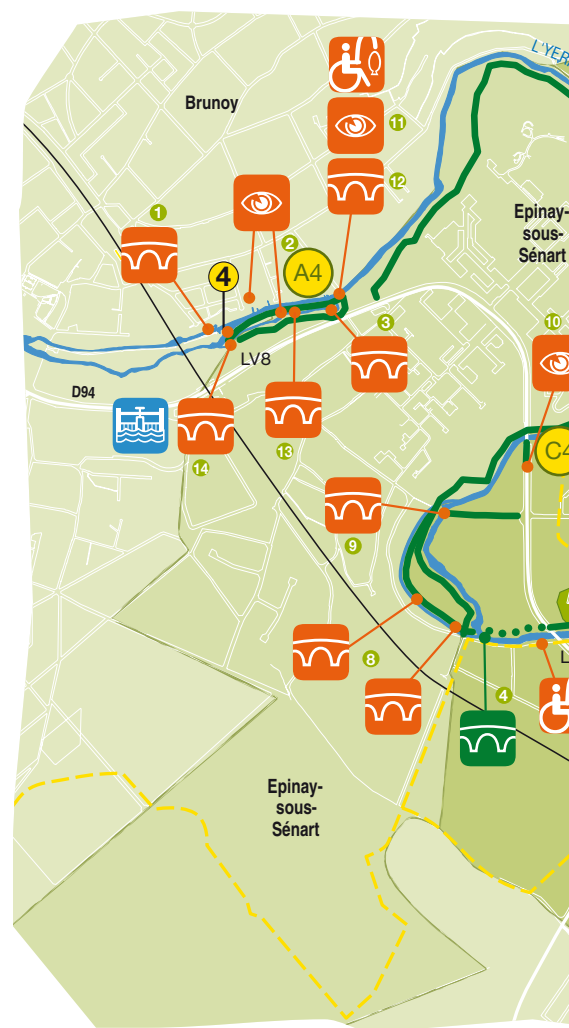 L'YER
Brunoy
11
12
1
Epinay-
sous-
Sénart
2
A4
4
10
3
LV8
C4
D94
13
14
9
8
L
4
Epinay-
sous-
Sénart